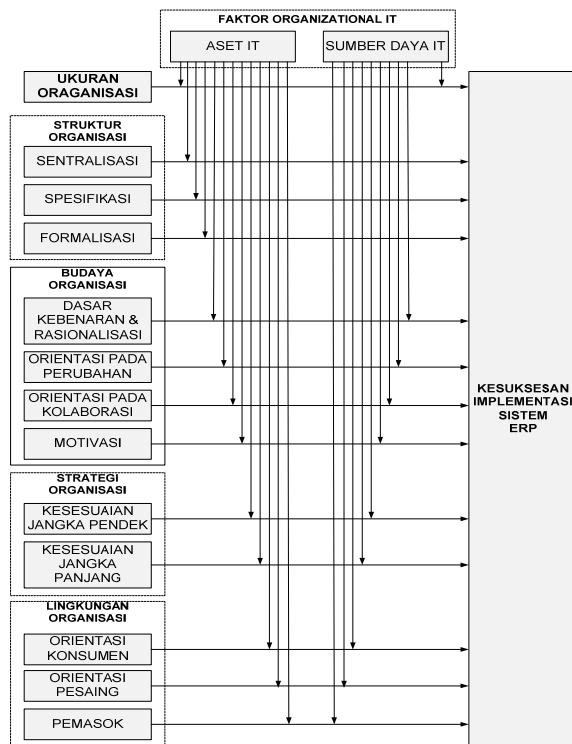 FAKTOR ORGANIZATIONAL IT
ASET IT
SUMBER DAYA IT
UKURAN
ORAGANISASI
STRUKTUR
ORGANISASI
SENTRALISASI
SPESIFIKASI
FORMALISASI
BUDAYA
ORGANISASI
DASAR
KEBENARAN &
RASIONALISASI
ORIENTASI PADA
PERUBAHAN
ORIENTASI PADA
KOLABORASI
MOTIVASI
STRATEGI
ORGANISASI
KESESUAIAN
JANGKA PENDEK
KESESUAIAN
JANGKA
PANJANG
LINGKUNGAN
ORGANISASI
ORIENTASI
KONSUMEN
ORIENTASI
PESAING
PEMASOK
KESUKSESAN
IMPLEMENTASI
SISTEM
ERP